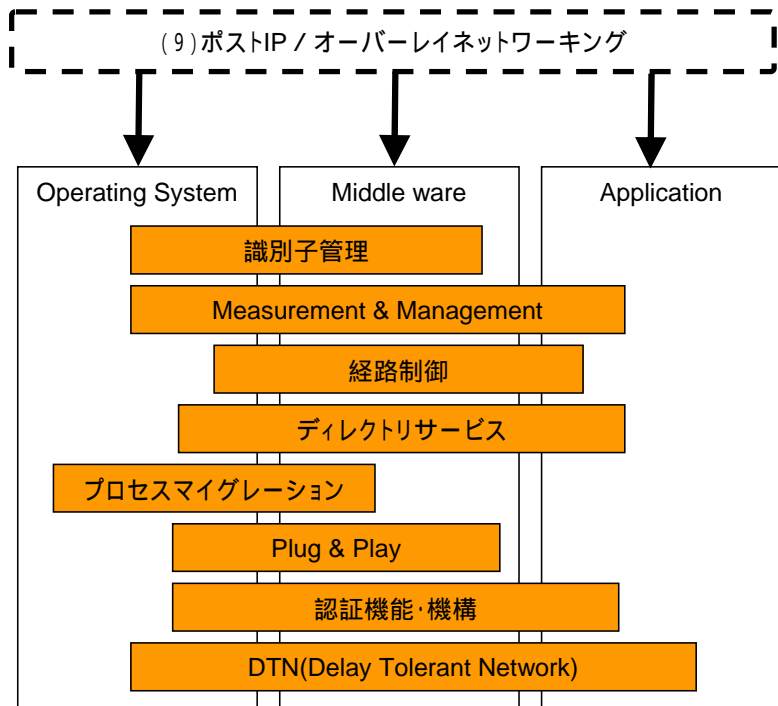 (9)ポストIP / オーバーレイネットワーキング
Operating System
Middle ware
Application
識別子管理
Measurement & Management
経路制御
ディレクトリサービス
プロセスマイグレーション
Plug & Play
認証機能・機構
DTN(Delay Tolerant Network)